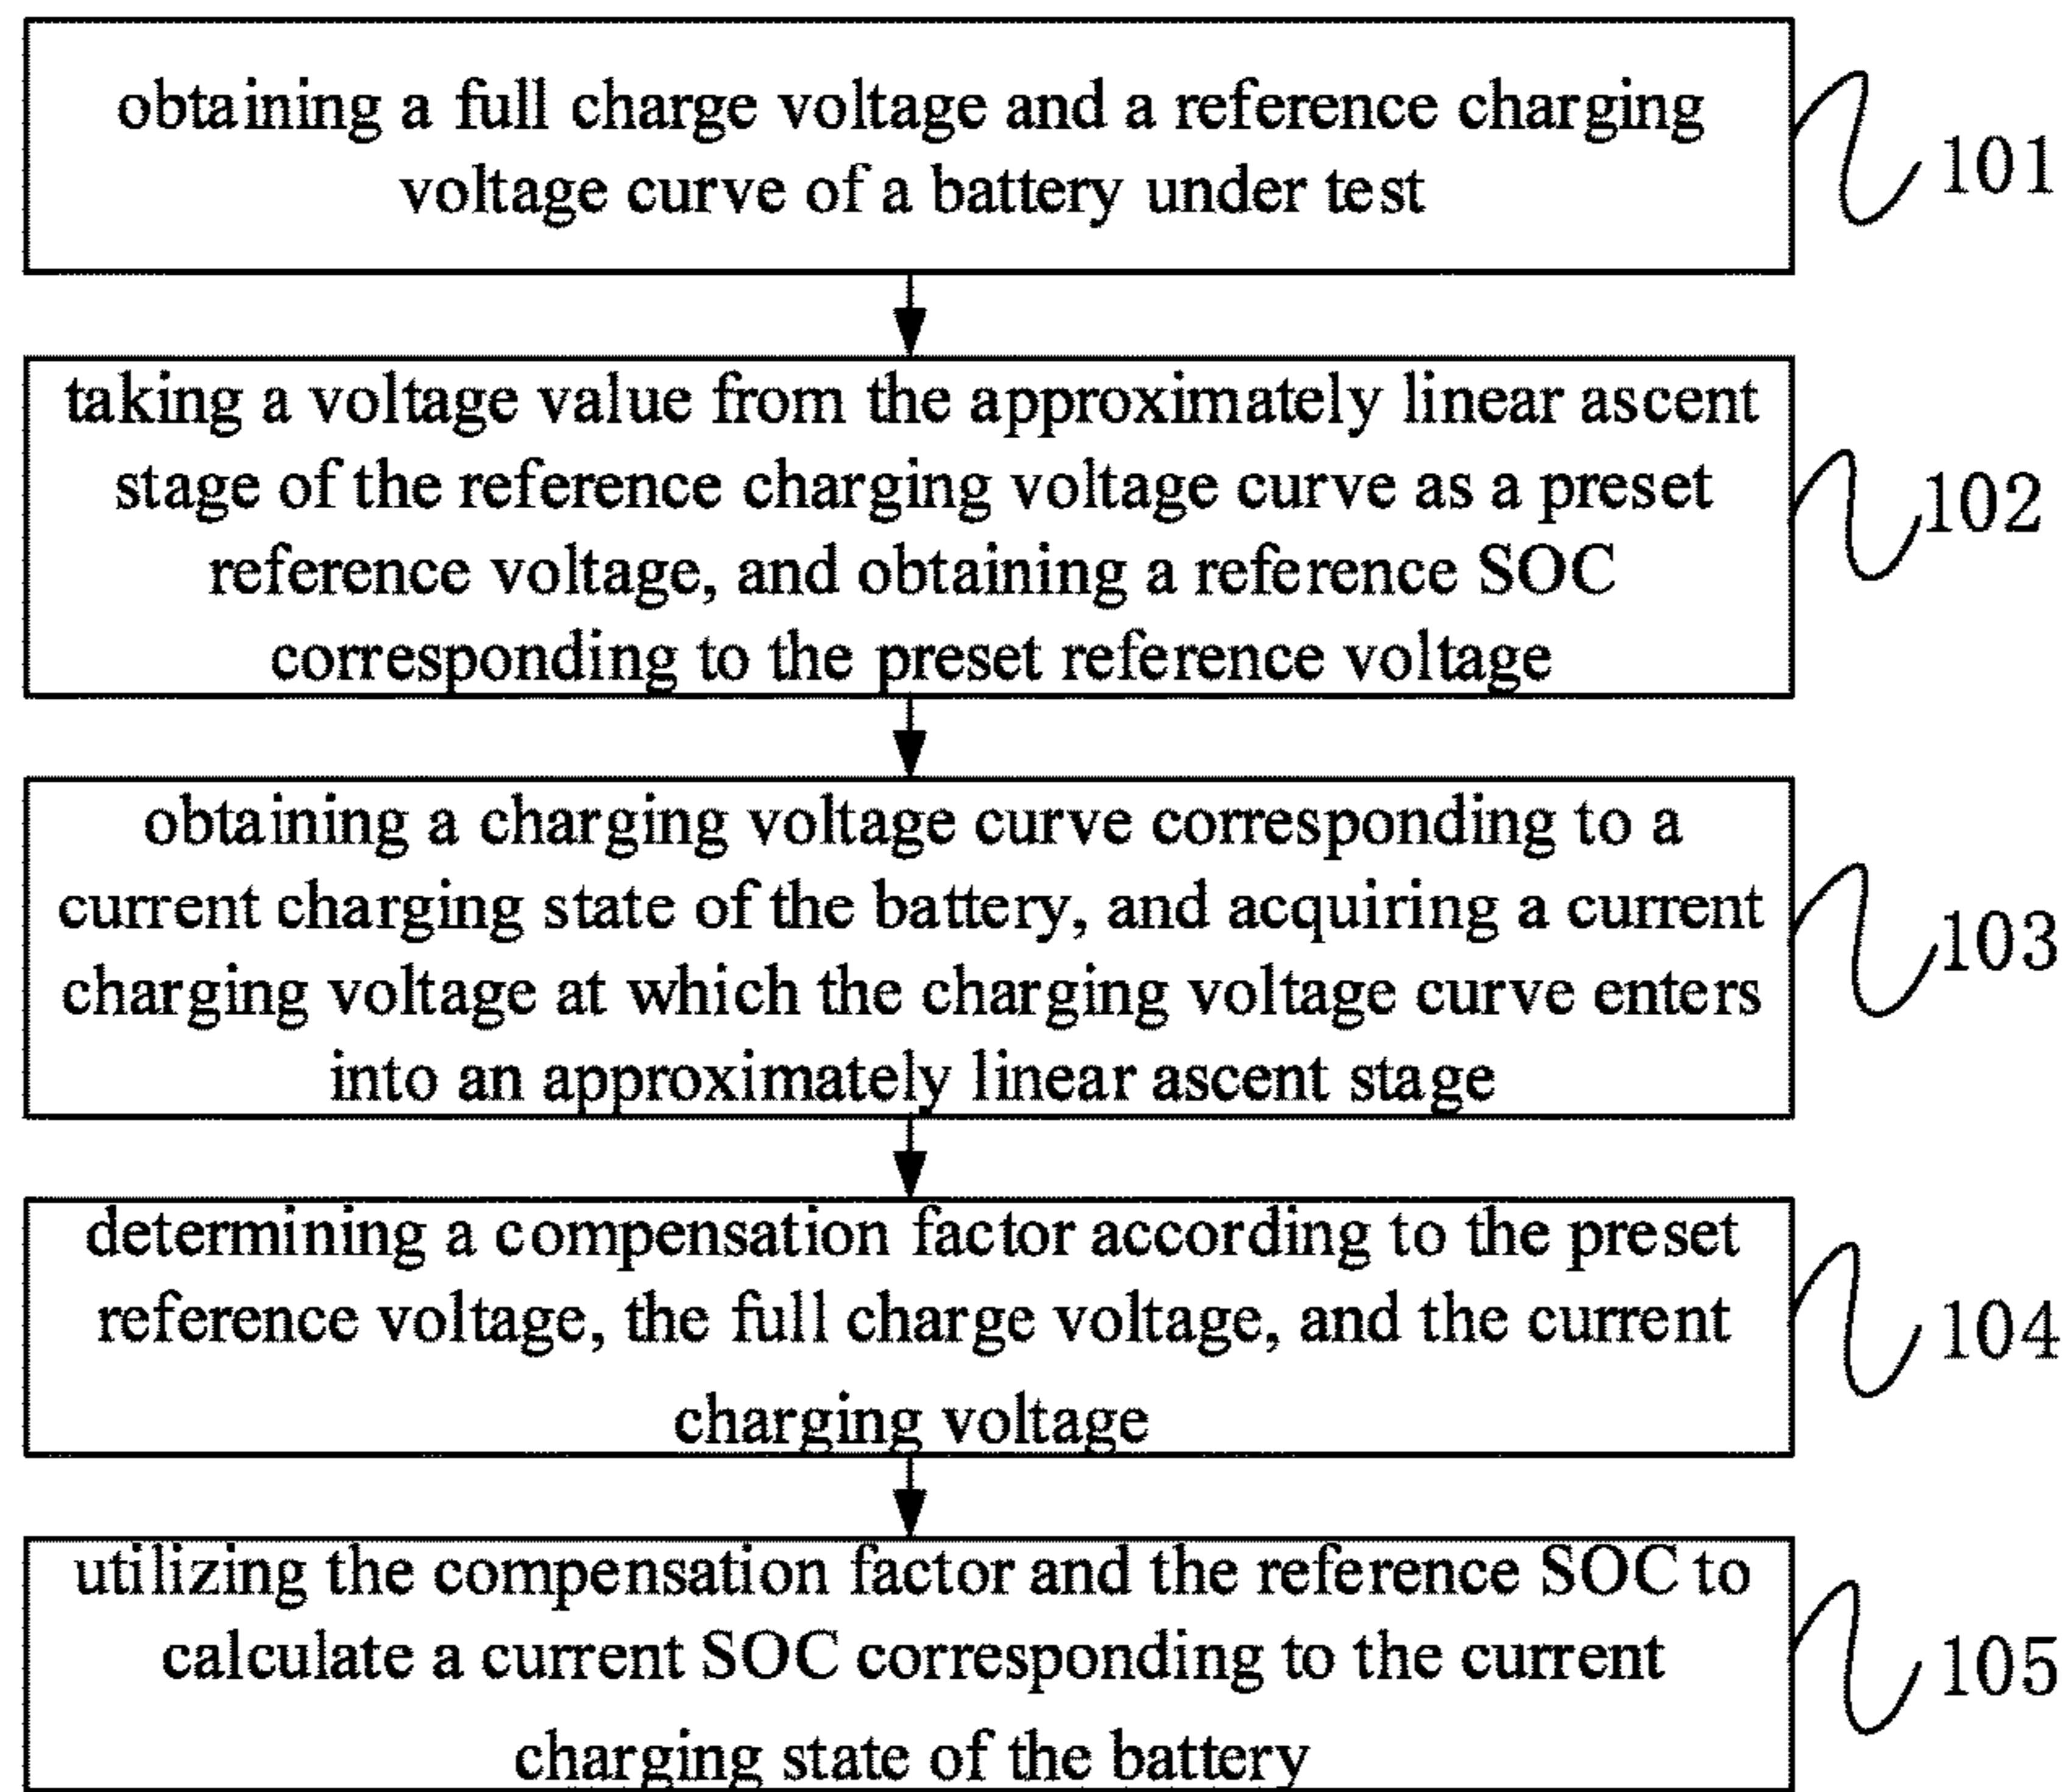 obtaining a full charge voltage and a reference charging
voltage curve of a battery under test
101
taking a voltage value from the approximately linear ascent
stage of the reference charging voltage curve as a preset
reference voltage, and obtaining a reference SOC
corresponding to the preset reference voltage
102
obtaining a charging voltage curve corresponding to a
current charging state of the battery, and acquiring a current
charging voltage at which the charging voltage curve enters
into an approximately linear ascent stage
103
determining a compensation factor according to the preset
reference voltage, the full charge voltage, and the current
charging voltage
104
utilizing the compensation factor and the reference SOC to
calculate a current SOC corresponding to the current
charging state of the battery
105